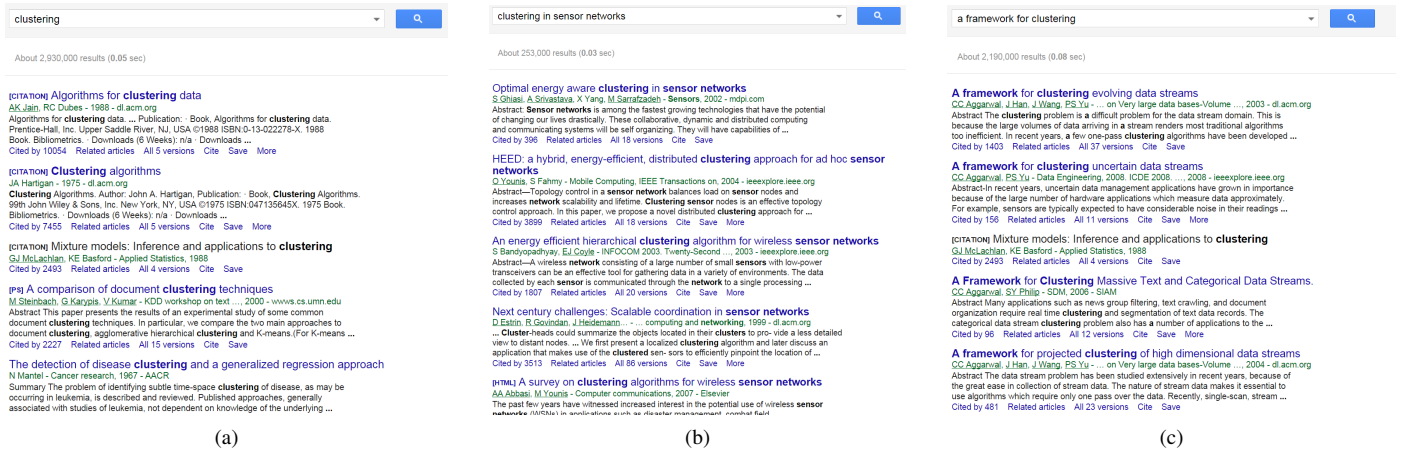 clustering
About 2,930,000 results (0.05 sec)
[CITATION] Algorithms for clustering data
AK Jain, RC Dubes - 1988 - dl.acm.org
Algorithms for clustering data. ... Publication: · Book, Algorithms for clustering data.
Prentice-Hall, Inc. Upper Saddle River, NJ, USA ©1988 ISBN:0-13-022278-X. 1988
Book. Bibliometrics. · Downloads (6 Weeks): n/a · Downloads ...
Cited by 10054 Related articles All 5 versions Cite Save More
[CITATION] Clustering algorithms
JA Hartigan - 1975 - dl.acm.org
Clustering Algorithms. Author: John A. Hartigan, Publication: · Book, Clustering Algorithms.
99th John Wiley & Sons, Inc. New York, NY, USA ©1975 ISBN:047135645X. 1975 Book.
Bibliometrics. · Downloads (6 Weeks): n/a · Downloads ...
Cited by 7455 Related articles All 5 versions Cite Save More
[CITATION] Mixture models: Inference and applications to clustering
GJ McLachlan, KE Basford - Applied Statistics, 1988
Cited by 2493 Related articles All 4 versions Cite Save
[PS] A comparison of document clustering techniques
M Steinbach, G Karypis, V Kumar - KDD workshop on text ..., 2000 - wwws.cs.umn.edu
Abstract This paper presents the results of an experimental study of some common
document clustering techniques. In particular, we compare the two main approaches to
document clustering, agglomerative hierarchical clustering and K-means.(For K-means ...
Cited by 2227 Related articles All 15 versions Cite Save
The detection of disease clustering and a generalized regression approach
N Mantel - Cancer research, 1967 - AACR
Summary The problem of identifying subtle time-space clustering of disease, as may be
occurring in leukemia, is described and reviewed. Published approaches, generally
associated with studies of leukemia, not dependent on knowledge of the underlying ...
(a)
clustering in sensor networks
About 253,000 results (0.03 sec)
Optimal energy aware clustering in sensor networks
S Ghiasi, A Srivastava, X Yang, M Sarrafzadeh - Sensors, 2002 - mdpi.com
Abstract: Sensor networks is among the fastest growing technologies that have the potential
of changing our lives drastically. These collaborative, dynamic and distributed computing
and communicating systems will be self organizing. They will have capabilities of ...
Cited by 396 Related articles All 18 versions Cite Save
HEED: a hybrid, energy-efficient, distributed clustering approach for ad hoc sensor
networks
O Younis, S Fahmy - Mobile Computing, IEEE Transactions on, 2004 - ieeexplore.ieee.org
Abstract—Topology control in a sensor network balances load on sensor nodes and
increases network scalability and lifetime. Clustering sensor nodes is an effective topology
control approach. In this paper, we propose a novel distributed clustering approach for ...
Cited by 3899 Related articles All 18 versions Cite Save More
An energy efficient hierarchical clustering algorithm for wireless sensor networks
S Bandyopadhyay, EJ Coyle - INFOCOM 2003. Twenty-Second ..., 2003 - ieeexplore.ieee.org
Abstract—A wireless network consisting of a large number of small sensors with low-power
transceivers can be an effective tool for gathering data in a variety of environments. The data
collected by each sensor is communicated through the network to a single processing ...
Cited by 1807 Related articles All 20 versions Cite Save More
Next century challenges: Scalable coordination in sensor networks
D Estrin, R Govindan, J Heidemann... - ... computing and networking, 1999 - dl.acm.org
... Cluster-heads could summarize the objects located in their clusters to pro- vide a less detailed
view to distant nodes. ... We first present a localized clustering algorithm and later discuss an
application that makes use of the clustered sen- sors to efficiently pinpoint the location of ...
Cited by 3513 Related articles All 86 versions Cite Save More
[HTML] A survey on clustering algorithms for wireless sensor networks
AA Abbasi, M Younis - Computer communications, 2007 - Elsevier
The past few years have witnessed increased interest in the potential use of wireless sensor
networks (WSNs) in applications such as disaster management, combat field
(b)
a framework for clustering
About 2,190,000 results (0.08 sec)
A framework for clustering evolving data streams
CC Aggarwal, J Han, J Wang, PS Yu - ... on Very large data bases-Volume ..., 2003 - dl.acm.org
Abstract The clustering problem is a difficult problem for the data stream domain. This is
because the large volumes of data arriving in a stream renders most traditional algorithms
too inefficient. In recent years, a few one-pass clustering algorithms have been developed ...
Cited by 1403 Related articles All 37 versions Cite Save
A framework for clustering uncertain data streams
CC Aggarwal, PS Yu - Data Engineering, 2008. ICDE 2008. ..., 2008 - ieeexplore.ieee.org
Abstract-In recent years, uncertain data management applications have grown in importance
because of the large number of hardware applications which measure data approximately.
For example, sensors are typically expected to have considerable noise in their readings ...
Cited by 156 Related articles All 11 versions Cite Save More
[CITATION] Mixture models: Inference and applications to clustering
GJ McLachlan, KE Basford - Applied Statistics, 1988
Cited by 2493 Related articles All 4 versions Cite Save
A Framework for Clustering Massive Text and Categorical Data Streams.
CC Aggarwal, SY Philip - SDM, 2006 - SIAM
Abstract Many applications such as news group filtering, text crawling, and document
organization require real time clustering and segmentation of text data records. The
categorical data stream clustering problem also has a number of applications to the ...
Cited by 96 Related articles All 12 versions Cite Save More
A framework for projected clustering of high dimensional data streams
CC Aggarwal, J Han, J Wang, PS Yu - ... on Very large data bases-Volume ..., 2004 - dl.acm.org
Abstract The data stream problem has been studied extensively in recent years, because of
the great ease in collection of stream data. The nature of stream data makes it essential to
use algorithms which require only one pass over the data. Recently, single-scan, stream ...
Cited by 481 Related articles All 23 versions Cite Save
(c)